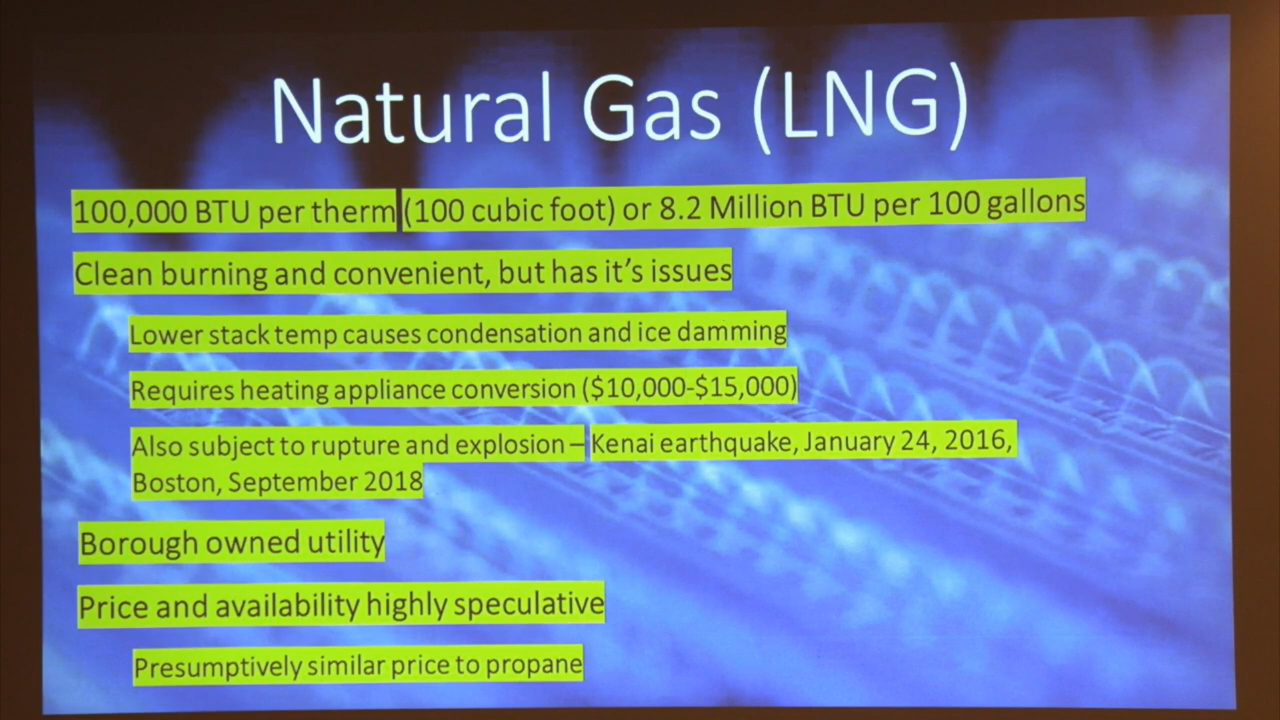 Natural Gas (LNG)
100,000 BTU per therm (100 cubic foot) or 8.2 Million BTU per 100 gallons
Clean burning and convenient, but has it’s issues
Lower stack temp causes condensation and ice damming
Requires heating appliance conversion ($10,000-$15,000)
Also subject to rupture and explosion – Kenai earthquake, January 24, 2016,
Boston, September 2018
Borough owned utility
Price and availability highly speculative
Presumptively similar price to propane